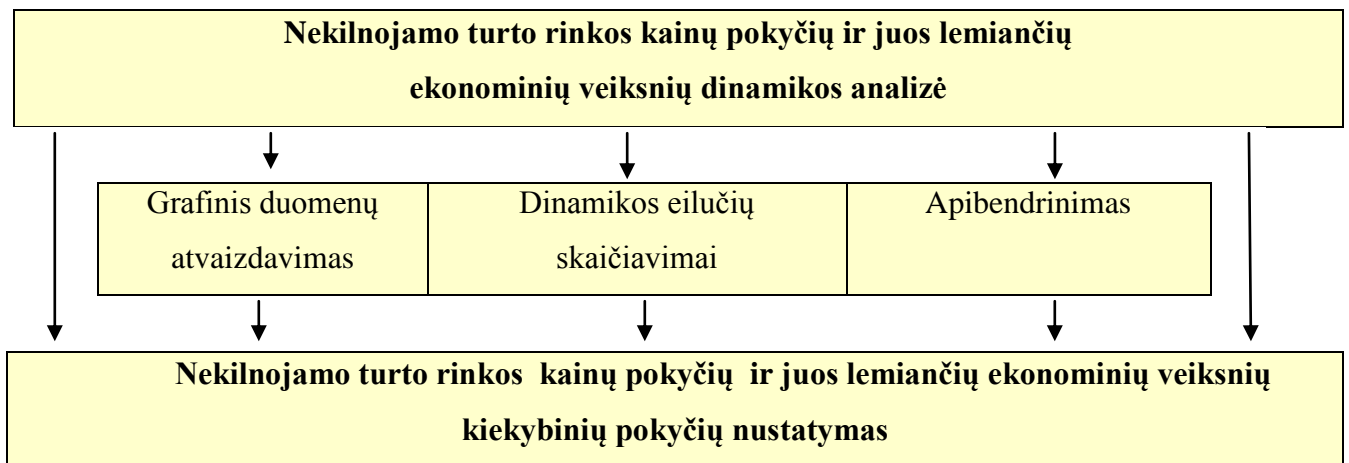 Nekilnojamo turto rinkos kainų pokyčių ir juos lemiančių
ekonominių veiksnių dinamikos analizė
Grafinis duomenų
atvaizdavimas
Dinamikos eilučių
skaičiavimai
Apibendrinimas
Nekilnojamo turto rinkos kainų pokyčių ir juos lemiančių ekonominių veiksnių
kiekybinių pokyčių nustatymas